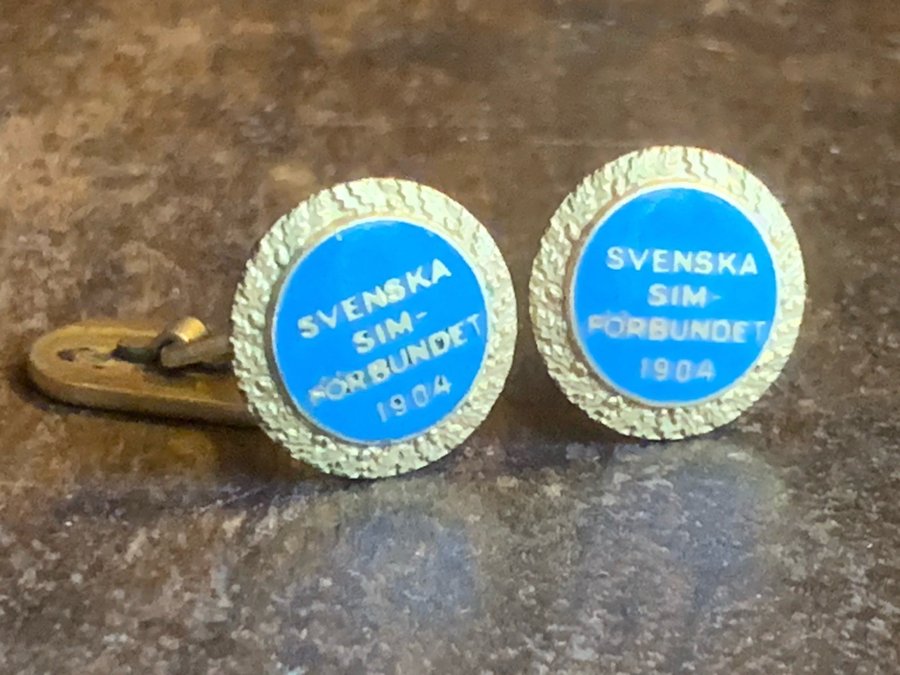 SVENSKA
SIM-
FÖRBUNDET
1904
SVENSKA
SIM-
FÖRBUNDET
1904